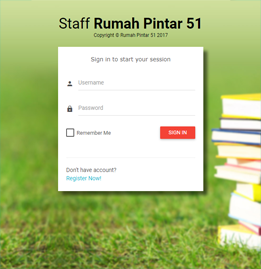 Staff Rumah Pintar 51
Copyright © Rumah Pintar 51 2017
Sign in to start your session
Username
Password
Remember Me
SIGN IN
Don't have account?
Register Now!